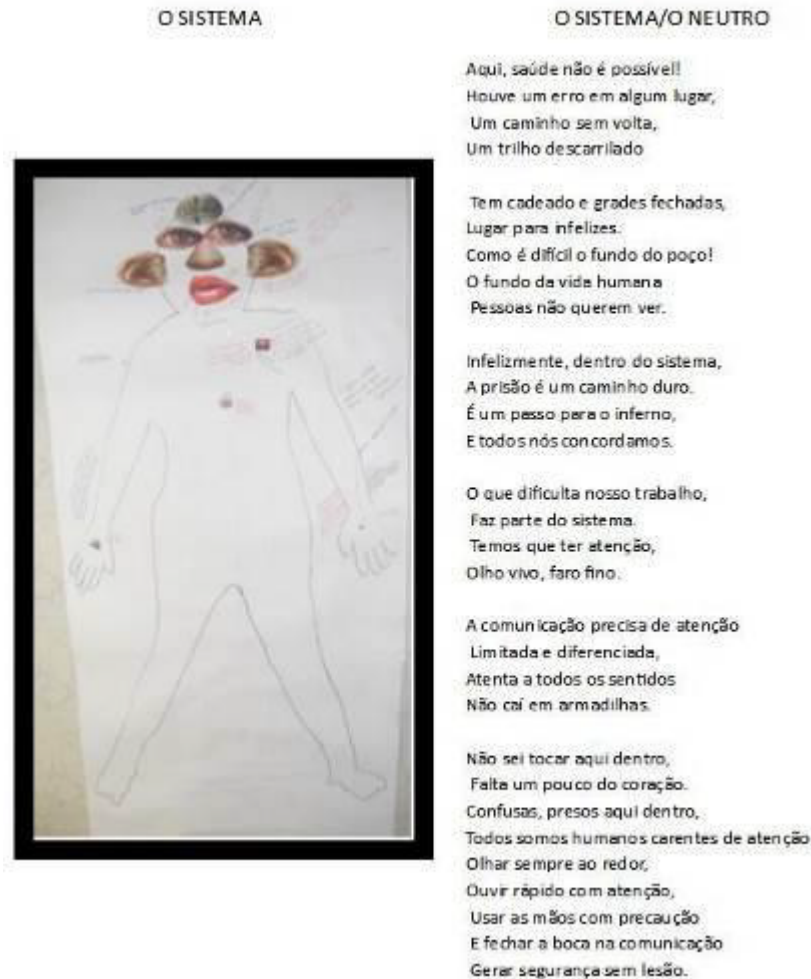 O SISTEMA
O SISTEMA/O NEUTRO
Aqui, saúde não é possível!
Houve um erro em algum lugar,
Um caminho sem volta,
Um trilho descarrilado
Tem cadeado e grades fechadas,
Lugar para infelizes.
Como é difícil o fundo do poço!
O fundo da vida humana
Pessoas não querem ver.
Infelizmente, dentro do sistema,
A prisão é um caminho duro.
É um passo para o inferno,
E todos nós concordamos.
O que dificulta nosso trabalho,
Faz parte do sistema.
Temos que ter atenção,
Olho vivo, faro fino.
A comunicação precisa de atenção
Limitada e diferenciada,
Atenta a todos os sentidos
Não caí em armadilhas.
Não sei tocar aqui dentro,
Falta um pouco do coração.
Confusas, presos aqui dentro,
Todos somos humanos carentes de atenção
Olhar sempre ao redor,
Ouvir rápido com atenção,
Usar as mãos com precaução
E fechar a boca na comunicação
Gerar segurança sem lesão.